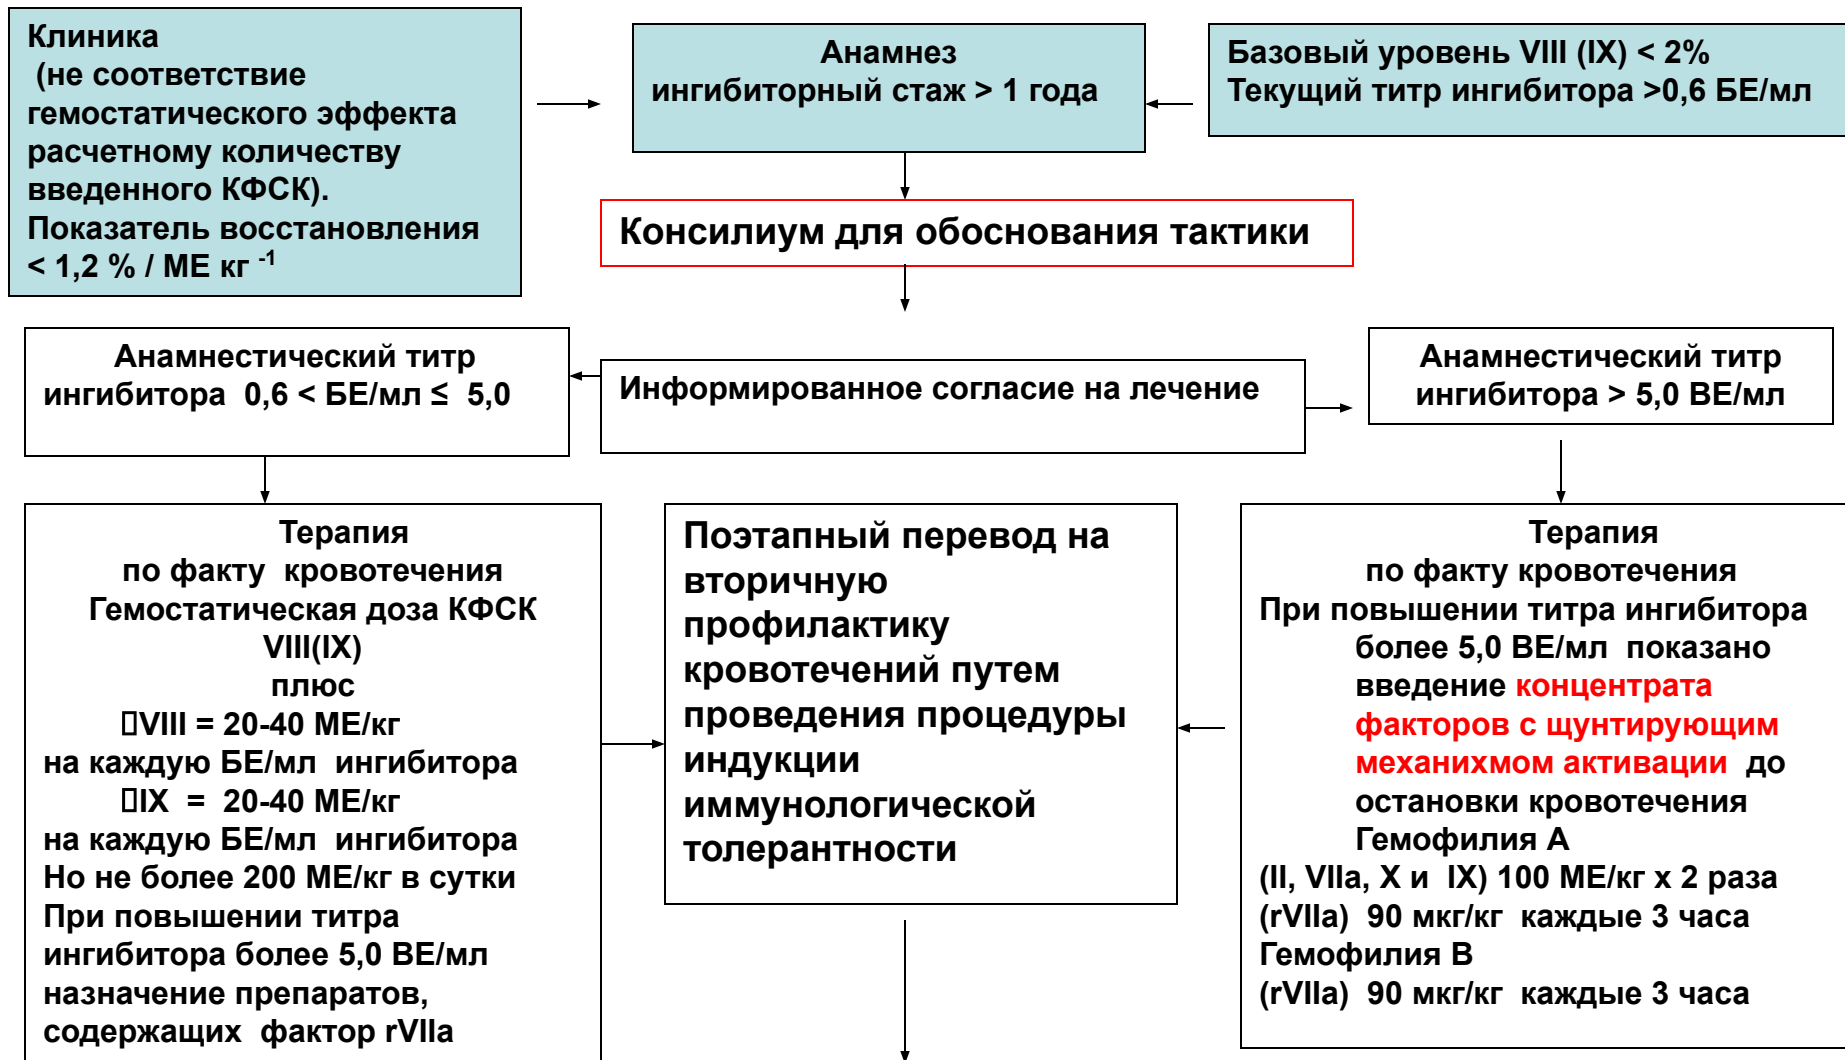 Клиника
(не соответствие
гемостатического эффекта
расчетному количеству
введенного КФСК).
Показатель восстановления
< 1,2 % / МЕ кг -1
Анамнез
ингибиторный стаж > 1 года
Базовый уровень VIII (IX) < 2%
Текущий титр ингибитора >0,6 БЕ/мл
Консилиум для обоснования тактики
Анамнестический титр
ингибитора 0,6 < БЕ/мл ≤ 5,0
Информированное согласие на лечение
Анамнестический титр
ингибитора > 5,0 ВЕ/мл
Терапия
по факту кровотечения
Гемостатическая доза КФСК
VIII(IX)
плюс
▯VIII = 20-40 МЕ/кг
на каждую БЕ/мл ингибитора
▯IX = 20-40 МЕ/кг
на каждую БЕ/мл ингибитора
Но не более 200 МЕ/кг в сутки
При повышении титра
ингибитора более 5,0 ВЕ/мл
назначение препаратов,
содержащих фактор rVIIa
Поэтапный перевод на
вторичную
профилактику
кровотечений путем
проведения процедуры
индукции
иммунологической
толерантности
Терапия
по факту кровотечения
При повышении титра ингибитора
более 5,0 ВЕ/мл показано
введение концентрата
факторов с щунтирующим
механихмом активации до
остановки кровотечения
Гемофилия А
(II, VIIa, X и IX) 100 МЕ/кг х 2 раза
(rVIIa) 90 мкг/кг каждые 3 часа
Гемофилия В
(rVIIa) 90 мкг/кг каждые 3 часа